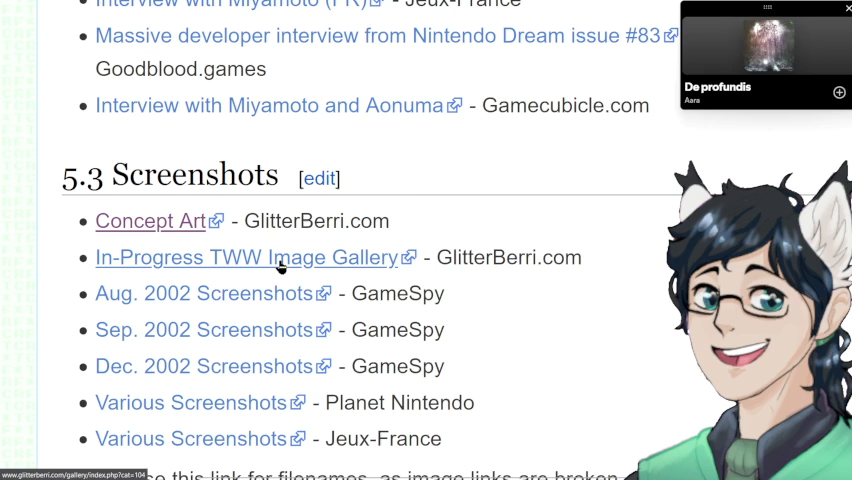 Interview with Miyamoto (FR) - Jeux-France
Massive developer interview from Nintendo Dream issue #83
Goodblood.games
Interview with Miyamoto and Aonuma - Gamecubicle.com
De profundis
Aara
5.3 Screenshots [edit]
Concept Art - GlitterBerri.com
In-Progress TWW Image Gallery - GlitterBerri.com
Aug. 2002 Screenshots - GameSpy
Sep. 2002 Screenshots - GameSpy
Dec. 2002 Screenshots - GameSpy
Various Screenshots - Planet Nintendo
Various Screenshots - Jeux-France
www.glitterberri.com/gallery/index.php?cat=104
se this link for filenames, as image links are broken